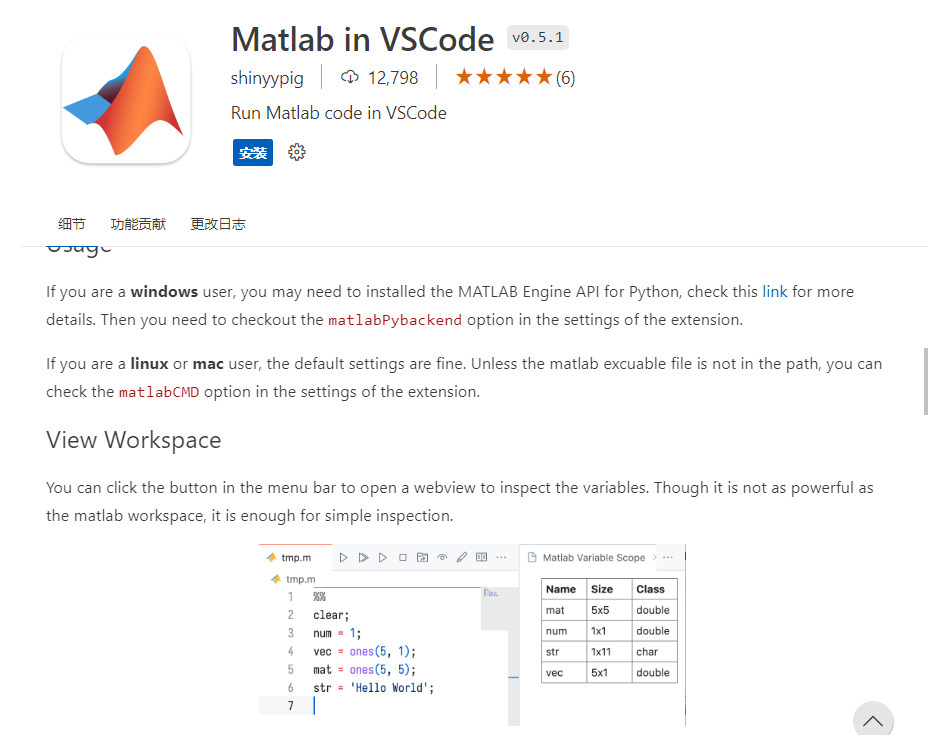 Matlab in VSCode v0.5.1
shinyypig 12,798 (6)
Run Matlab code in VSCode
安装
细节 功能贡献 更改日志
Usage
If you are a windows user, you may need to installed the MATLAB Engine API for Python, check this link for more
details. Then you need to checkout the matlabPybackend option in the settings of the extension.
If you are a linux or mac user, the default settings are fine. Unless the matlab excuable file is not in the path, you can
check the matlabCMD option in the settings of the extension.
View Workspace
You can click the button in the menu bar to open a webview to inspect the variables. Though it is not as powerful as
the matlab workspace, it is enough for simple inspection.
tmp.m
tmp.m
1 %%
2 clear;
3 num = 1;
4 vec = ones(5, 1);
5 mat = ones(5, 5);
6 str = 'Hello World';
7
Matlab Variable Scope
Name Size Class
mat 5x5 double
num 1x1 double
str 1x11 char
vec 5x1 double